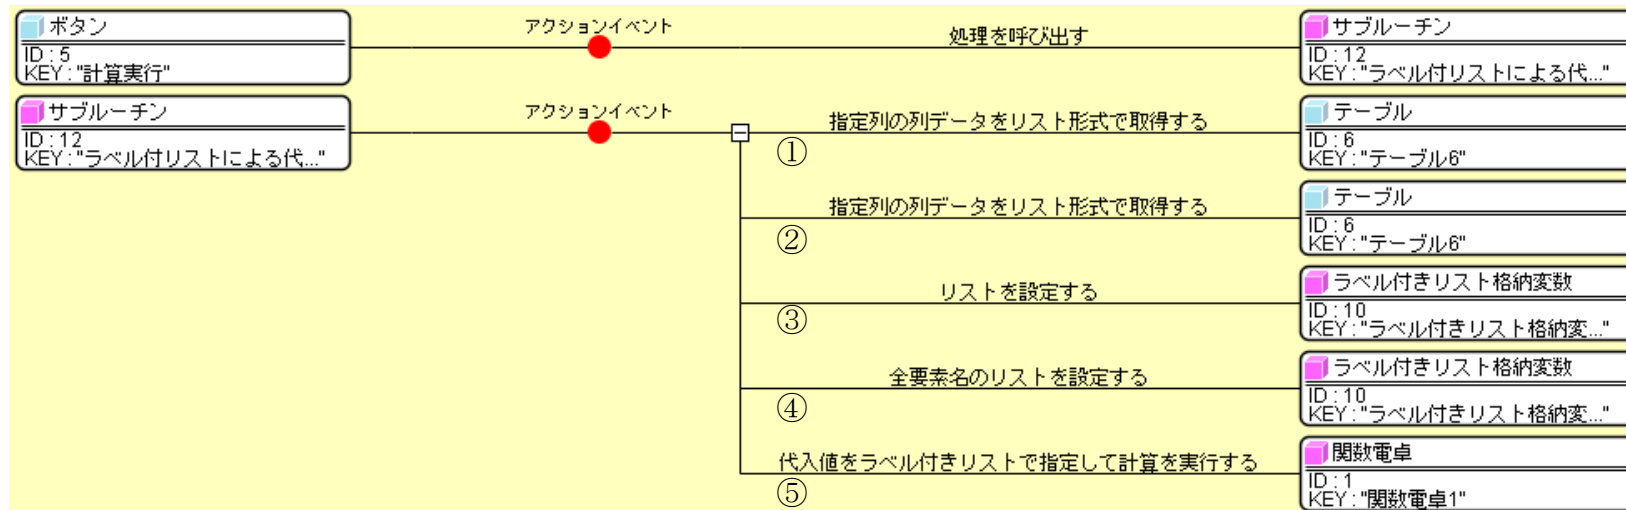 ボタン
ID : 5
KEY : "計算実行"
アクションイベント
処理を呼び出す
サブルーチン
ID : 12
KEY : "ラベル付リストによる代..."
サブルーチン
ID : 12
KEY : "ラベル付リストによる代..."
アクションイベント
指定列の列データをリスト形式で取得する
①
テーブル
ID : 6
KEY : "テーブル6"
指定列の列データをリスト形式で取得する
②
テーブル
ID : 6
KEY : "テーブル6"
リストを設定する
③
ラベル付きリスト格納変数
ID : 10
KEY : "ラベル付きリスト格納変..."
全要素名のリストを設定する
④
ラベル付きリスト格納変数
ID : 10
KEY : "ラベル付きリスト格納変..."
代入値をラベル付きリストで指定して計算を実行する
⑤
関数電卓
ID : 1
KEY : "関数電卓1"